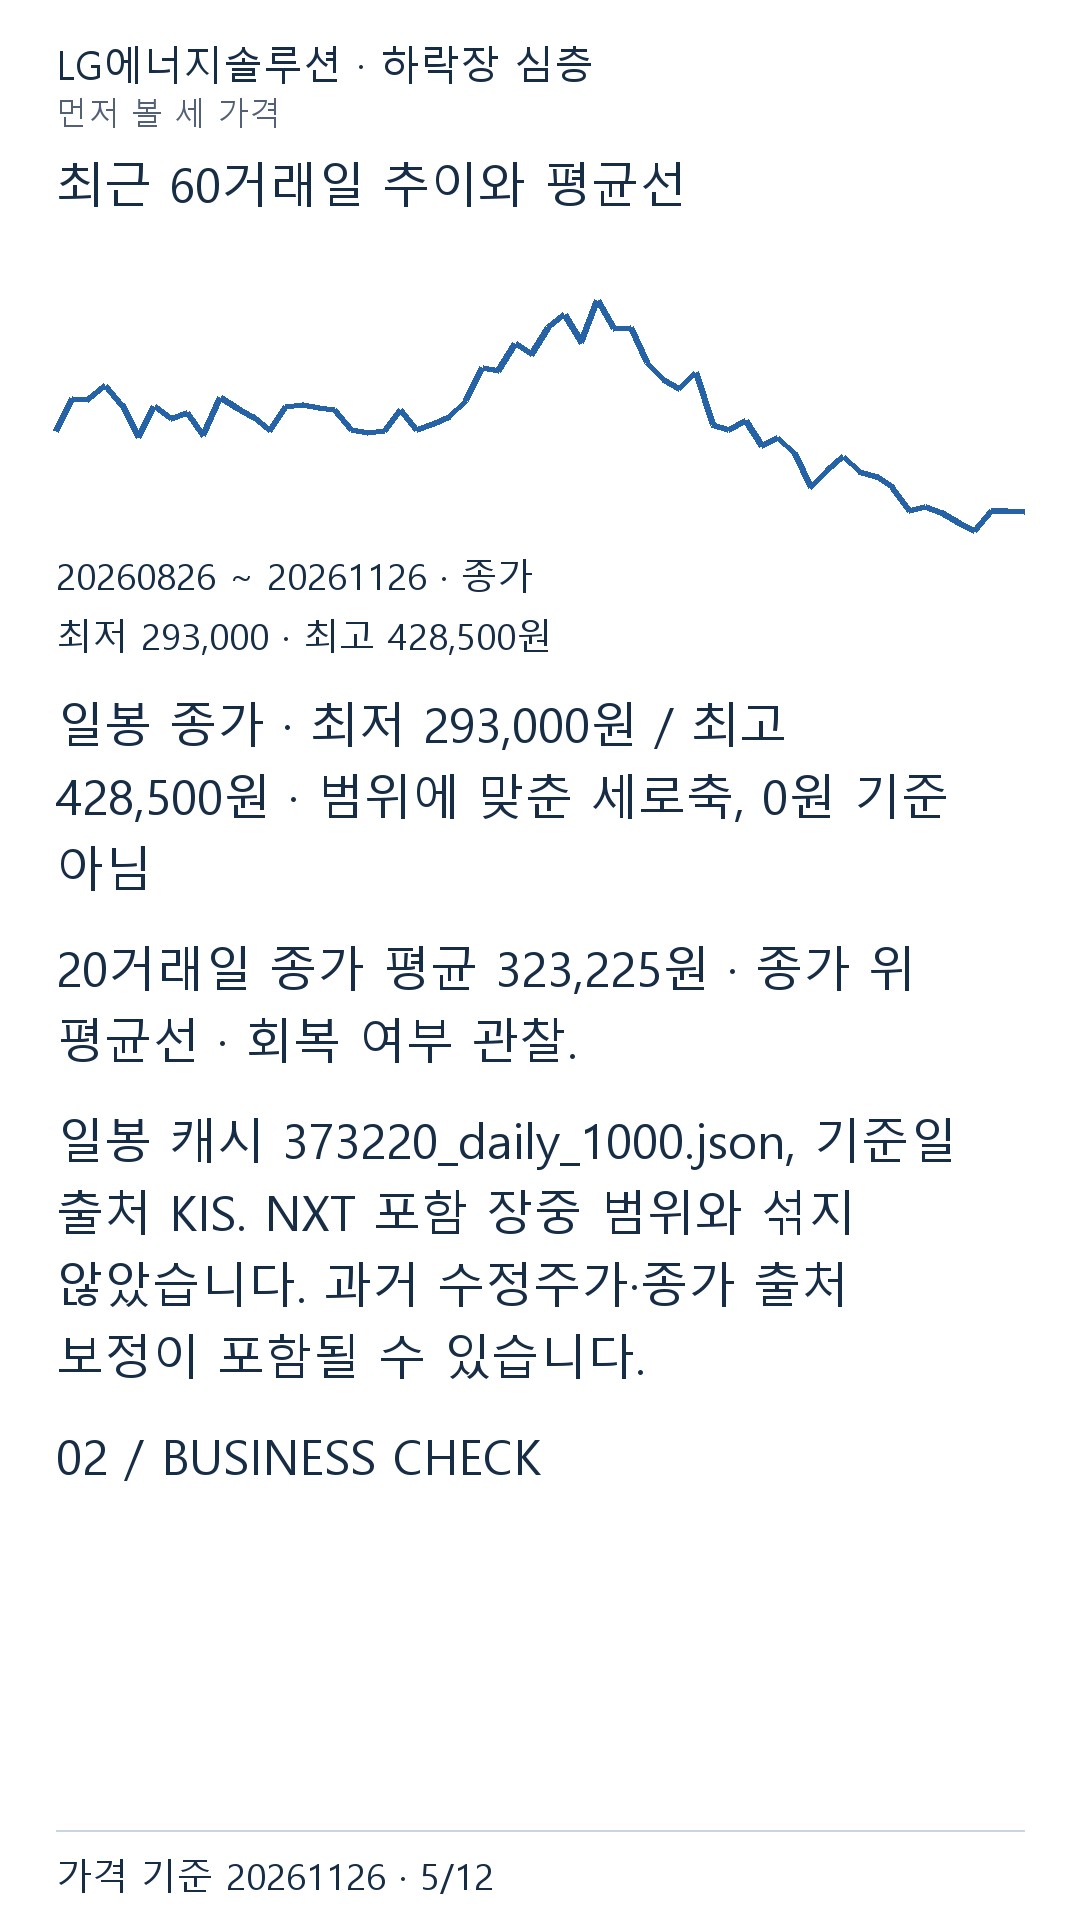 LG에너지솔루션 · 하락장 심층
먼저 볼 세 가격
최근 60거래일 추이와 평균선
20260826 ~ 20261126 · 종가
최저 293,000 · 최고 428,500원
일봉 종가 · 최저 293,000원 / 최고
428,500원 · 범위에 맞춘 세로축, 0원 기준
아님
20거래일 종가 평균 323,225원 · 종가 위
평균선 · 회복 여부 관찰.
일봉 캐시 373220_daily_1000.json, 기준일
출처 KIS. NXT 포함 장중 범위와 섞지
않았습니다. 과거 수정주가·종가 출처
보정이 포함될 수 있습니다.
02 / BUSINESS CHECK
가격 기준 20261126 · 5/12